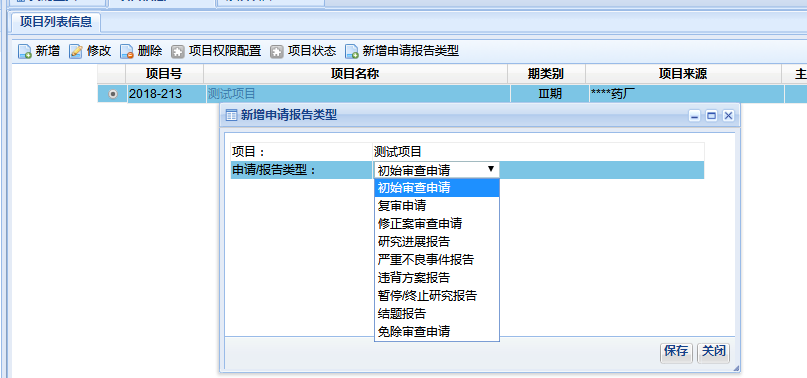 项目列表信息
新增 修改 删除 项目权限配置 项目状态 新增申请报告类型
项目号 项目名称 期类别 项目来源 主
2018-213 测试项目 Ⅲ期 ****药厂
新增申请报告类型
项目： 测试项目
申请/报告类型： 初始审查申请
初始审查申请
复审申请
修正案审查申请
研究进展报告
严重不良事件报告
违背方案报告
暂停/终止研究报告
结题报告
免除审查申请
保存 关闭